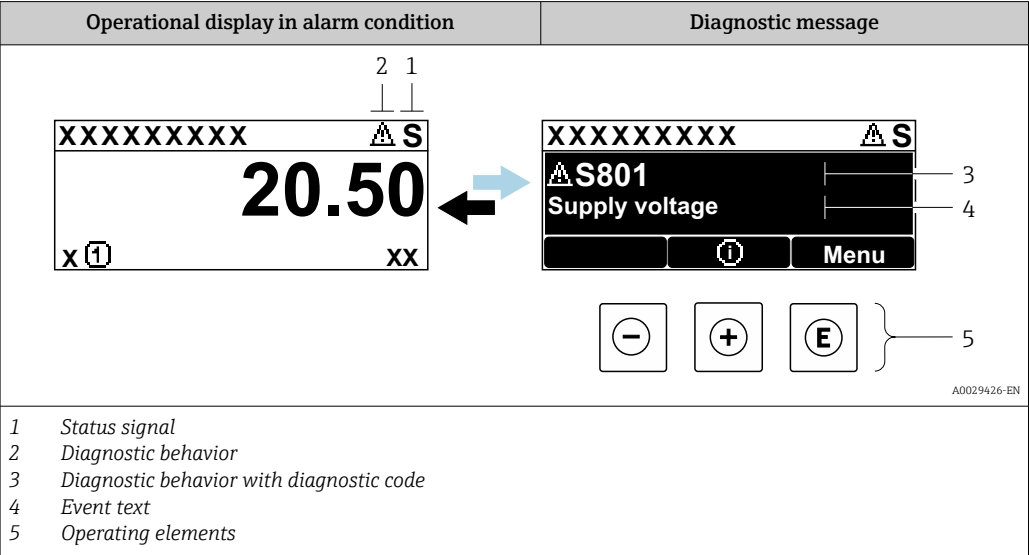 Operational display in alarm condition Diagnostic message
2 1
XXXXXXXXX ⚠ S
20.50
x ① xx
XXXXXXXXX ⚠ S
⚠S801 3
Supply voltage 4
ⓘ Menu
− + E 5
A0029426-EN
1 Status signal
2 Diagnostic behavior
3 Diagnostic behavior with diagnostic code
4 Event text
5 Operating elements